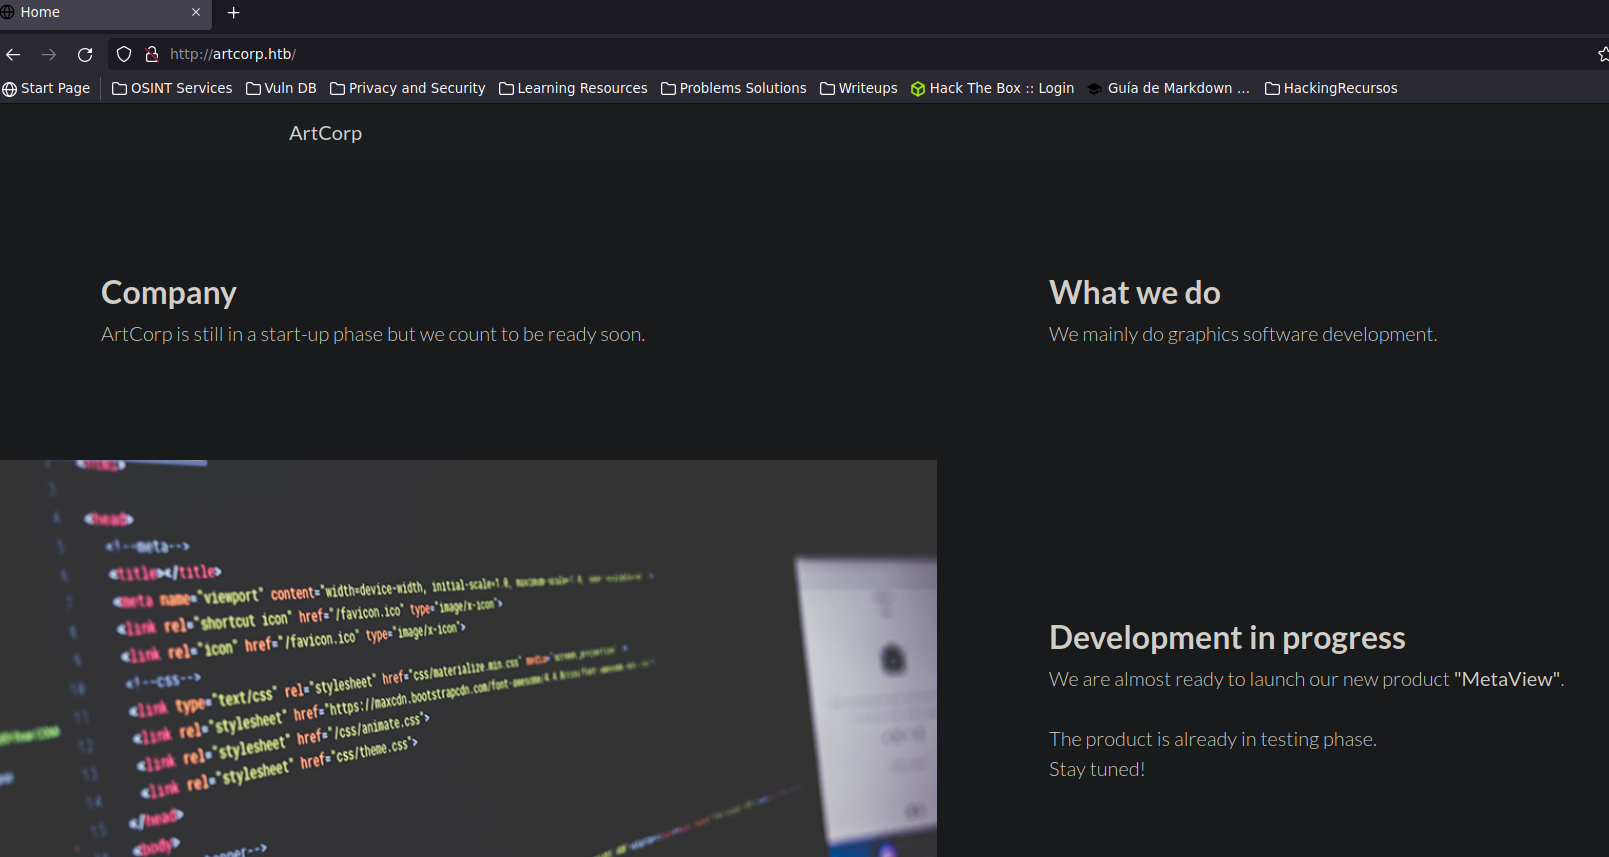 Home
http://artcorp.htb/
Start Page OSINT Services Vuln DB Privacy and Security Learning Resources Problems Solutions Writeups Hack The Box :: Login Guía de Markdown ... HackingRecursos
ArtCorp
Company
ArtCorp is still in a start-up phase but we count to be ready soon.
What we do
We mainly do graphics software development.
<head>
<!--meta-->
<title></title>
<meta name="viewport" content="width=device-width, initial-scale=1.0,
<link rel="shortcut icon" href="/favicon.ico" type="image/x-icon">
<link rel="icon" href="/favicon.ico" type="image/x-icon">
<!--css-->
<link type="text/css" rel="stylesheet" href="css/materialize.min.css"
<link rel="stylesheet" href="https://maxcdn.bootstrapcdn.com/font-awesome/
<link rel="stylesheet" href="/css/animate.css">
<link rel="stylesheet" href="css/theme.css">
</head>
<body>
Development in progress
We are almost ready to launch our new product "MetaView".
The product is already in testing phase.
Stay tuned!